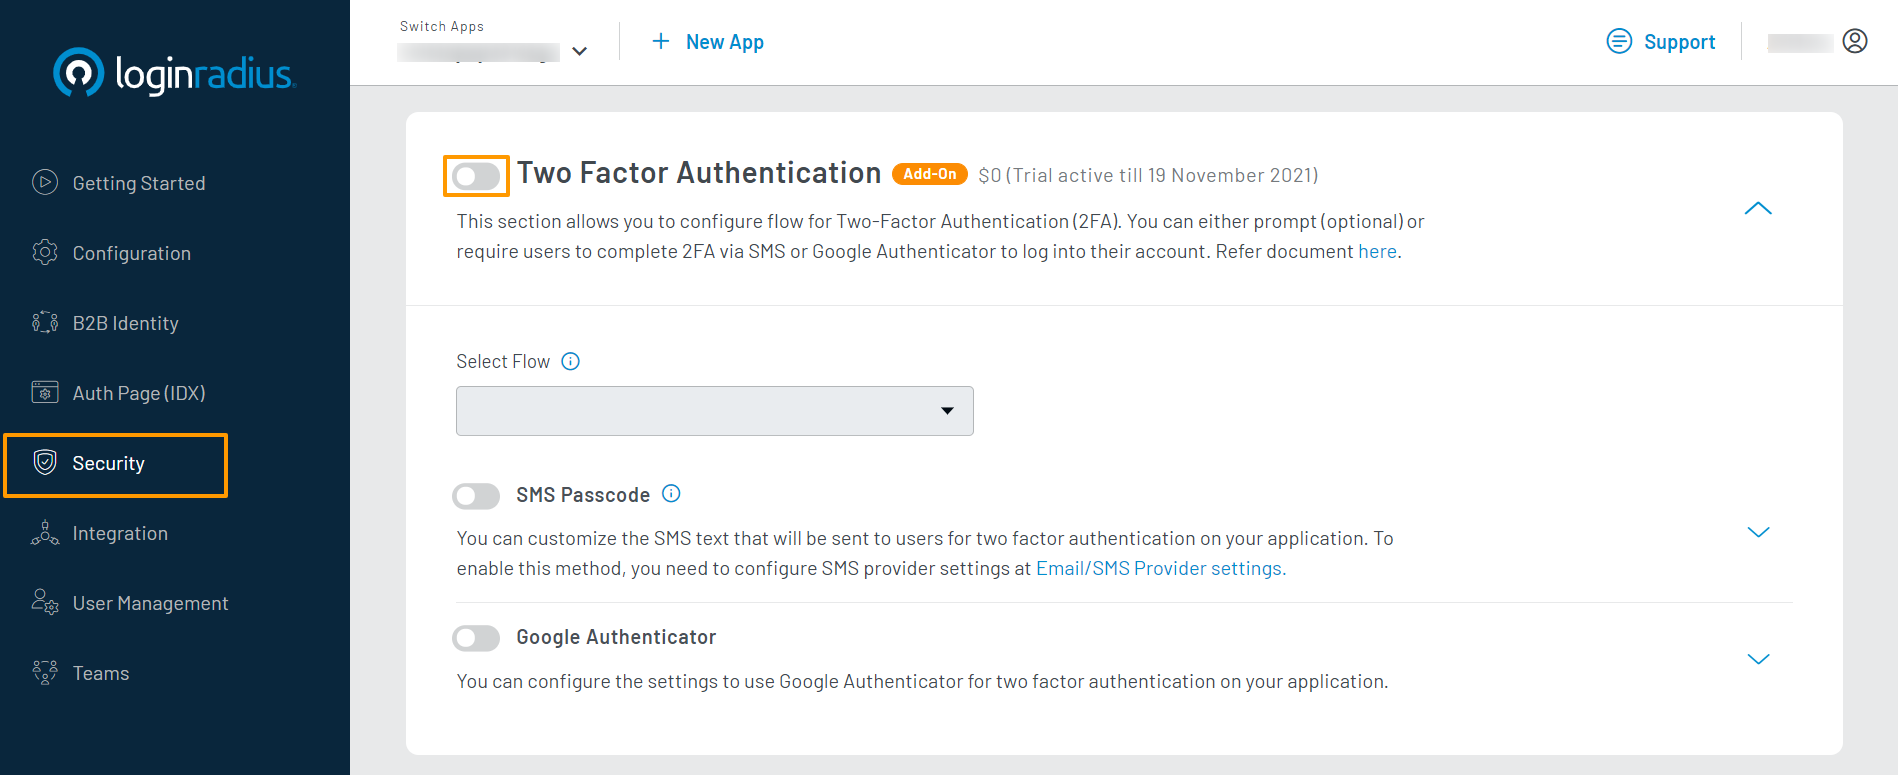 loginradius
Getting Started
Configuration
B2B Identity
Auth Page (IDX)
Security
Integration
User Management
Teams
Switch Apps
New App
Support
Two Factor Authentication Add-On $0 (Trial active till 19 November 2021)
This section allows you to configure flow for Two-Factor Authentication (2FA). You can either prompt (optional) or
require users to complete 2FA via SMS or Google Authenticator to log into their account. Refer document here.
Select Flow
SMS Passcode
You can customize the SMS text that will be sent to users for two factor authentication on your application. To
enable this method, you need to configure SMS provider settings at Email/SMS Provider settings.
Google Authenticator
You can configure the settings to use Google Authenticator for two factor authentication on your application.